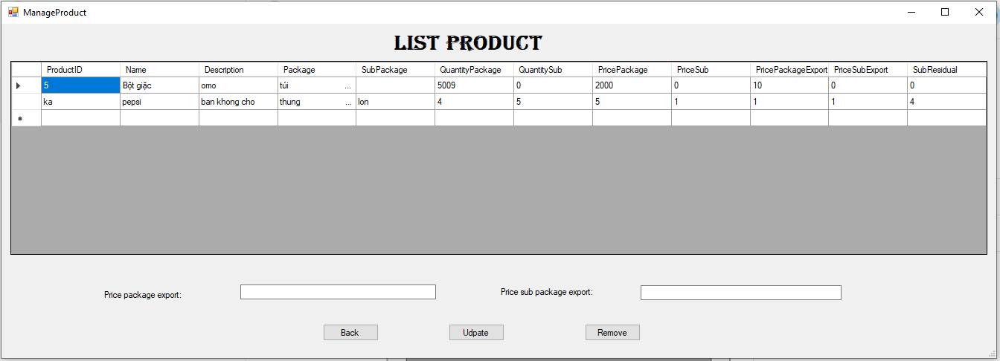 ManageProduct
LIST PRODUCT
ProductID Name Description Package SubPackage QuantityPackage QuantitySub PricePackage PriceSub PricePackageExport PriceSubExport SubResidual
5 Bột giặc omo túi ... 5009 0 2000 0 10 0 0
ka pepsi ban khong cho thung ... lon 4 5 5 1 1 1 4
Price package export: Price sub package export:
Back Udpate Remove